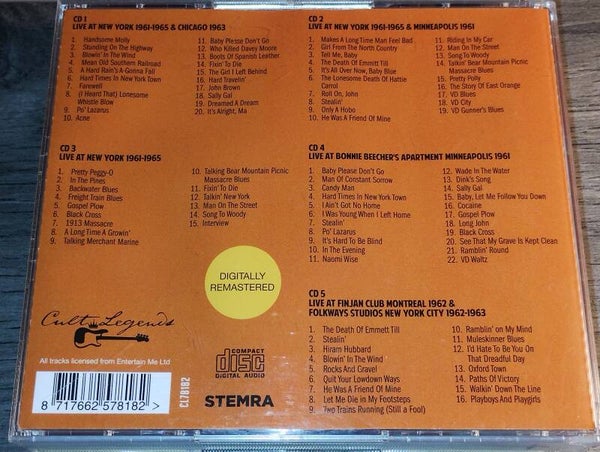 CD 1
LIVE AT NEW YORK 1961-1965 & CHICAGO 1963
1. Handsome Molly
2. Stunding On the Highway
3. Blowin' In The Wind
4. Mean Old Southern Railroad
5. A Hard Rain's A-Gonna Fall
6. Hard Times In New York Town
7. Farewell
8. (I Heard That) Lonesome
Whistle Blow
9. Po' Lazarus
10. Acne
11. Baby Please Don't Go
12. Who Killed Davey Moore
13. Boots Of Spanish Leather
14. Fixin' To Die
15. The Girl I Left Behind
16. Hard Travelin'
17. John Brown
18. Sally Gal
19. Dreamed A Dream
20. It's Alright, Ma
CD 2
LIVE AT NEW YORK 1961-1965 & MINNEAPOLIS 1961
1. Makes A Long Time Man Feel Bad
2. Girl From The North Country
3. Tell Me, Baby
4. The Death Of Emmett Till
5. It's All Over Now, Baby Blue
6. The Lonesome Death Of Hattie
Carrol
7. Roll On, John
8. Stealin'
9. Only A Hobo
10. He Was A Friend Of Mine
11. Riding In My Car
12. Man On The Street
13. Song To Woody
14. Talkin' Bear Mountain Picnic
Massacre Blues
15. Pretty Polly
16. The Story Of East Orange
17. VD Blues
18. VD City
19. VD Gunner's Blues
CD 3
LIVE AT NEW YORK 1961-1965
1. Pretty Peggy-O
2. In The Pines
3. Backwater Blues
4. Freight Train Blues
5. Gospel Plow
6. Black Cross
7. 1913 Massacre
8. A Long Time A Growin'
9. Talking Merchant Marine
10. Talking Bear Mountain Picnic
Massacre Blues
11. Fixin' To Die
12. Talkin' New York
13. Man On The Street
14. Song To Woody
15. Interview
CD 4
LIVE AT BONNIE BEECHER'S APARTMENT MINNEAPOLIS 1961
1. Baby Please Don't Go
2. Man Of Constant Sorrow
3. Candy Man
4. Hard Times In New York Town
5. I Ain't Got No Home
6. I Was Young When I Left Home
7. Stealin'
8. Po' Lazarus
9. It's Hard To Be Blind
10. In The Evening
11. Naomi Wise
12. Wade In The Water
13. Dink's Song
14. Sally Gal
15. Baby, Let Me Follow You Down
16. Cocaine
17. Gospel Plow
18. Long John
19. Black Cross
20. See That My Grave Is Kept Clean
21. Ramblin' Round
22. VD Waltz
DIGITALLY
REMASTERED
CD 5
LIVE AT FINJAN CLUB MONTREAL 1962 &
FOLKWAYS STUDIOS NEW YORK CITY 1962-1963
1. The Death Of Emmett Till
2. Stealin'
3. Hiram Hubbard
4. Blowin' In The Wind
5. Rocks And Gravel
6. Quit Your Lowdown Ways
7. He Was A Friend Of Mine
8. Let Me Die in My Footsteps
9. Two Trains Running (Still a Fool)
10. Ramblin' on My Mind
11. Muleskinner Blues
12. I'd Hate To Be You On
That Dreadful Day
13. Oxford Town
14. Paths Of Victory
15. Walkin' Down The Line
16. Playboys And Playgirls
Cult Legends
All tracks licensed from Entertain Me Ltd
8 717662 578182 >
CL78182
COMPACT
disc
DIGITAL AUDIO
STEMRA